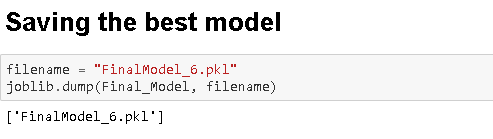 Saving the best model
filename = "FinalModel_6.pkl"
joblib.dump(Final_Model, filename)
['FinalModel_6.pkl']